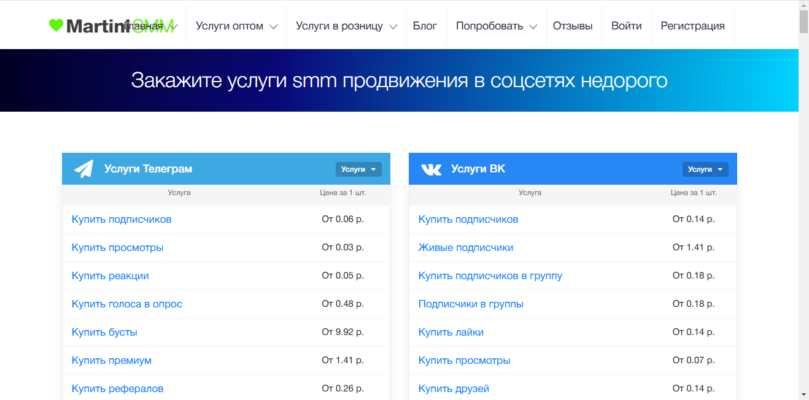 MartiniSMM Главная Услуги оптом Услуги в розницу Блог Попробовать Отзывы Войти Регистрация
Закажите услуги smm продвижения в соцсетях недорого
Услуги Телеграм Услуги
Услуга Цена за 1 шт.
Купить подписчиков От 0.06 р.
Купить просмотры От 0.03 р.
Купить реакции От 0.05 р.
Купить голоса в опрос От 0.48 р.
Купить бусты От 9.92 р.
Купить премиум От 1.41 р.
Купить рефералов От 0.26 р.
Услуги ВК Услуги
Услуга Цена за 1 шт.
Купить подписчиков От 0.14 р.
Живые подписчики От 1.41 р.
Купить подписчиков в группу От 0.18 р.
Подписчики в группы От 0.18 р.
Купить лайки От 0.14 р.
Купить просмотры От 0.07 р.
Купить друзей От 0.14 р.